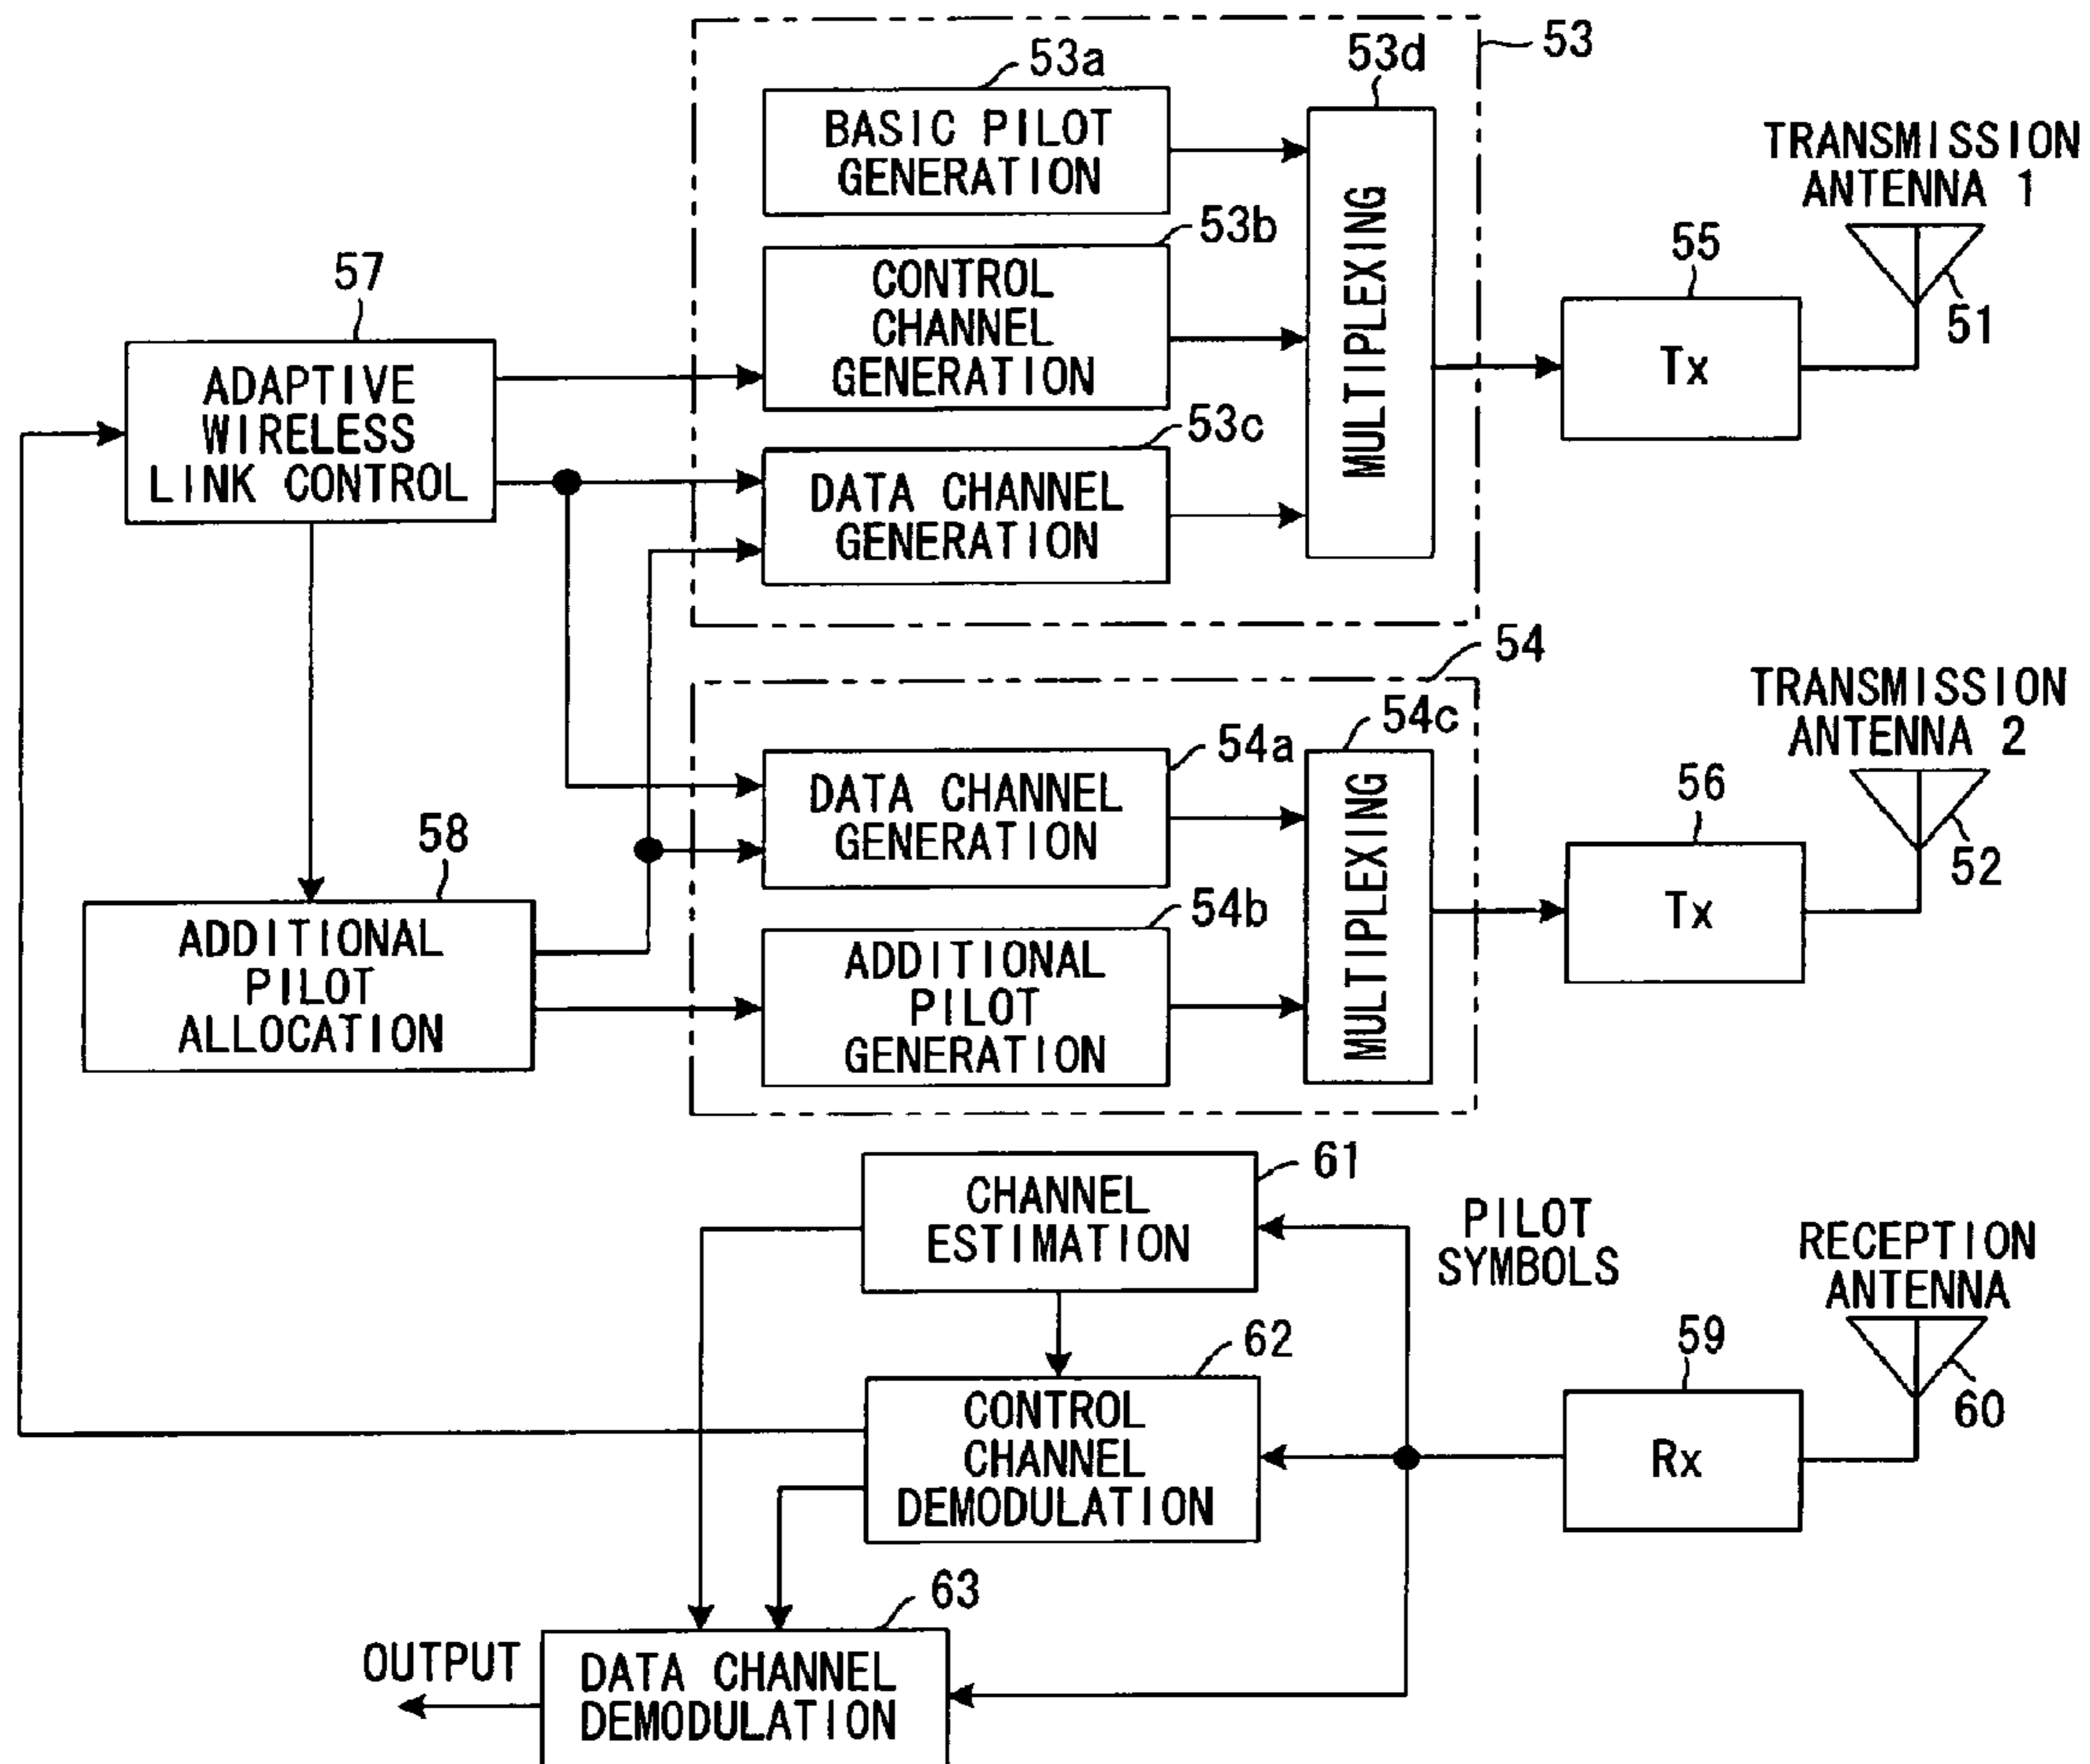 53
53a
53d
BASIC PILOT
GENERATION
TRANSMISSION
ANTENNA 1
53b
CONTROL
CHANNEL
GENERATION
MULTIPLEXING
55
Tx
51
57
ADAPTIVE
WIRELESS
LINK CONTROL
53c
DATA CHANNEL
GENERATION
54
TRANSMISSION
ANTENNA 2
54c
54a
DATA CHANNEL
GENERATION
MULTIPLEXING
56
Tx
52
58
ADDITIONAL
PILOT
ALLOCATION
54b
ADDITIONAL
PILOT
GENERATION
61
CHANNEL
ESTIMATION
PILOT
SYMBOLS
RECEPTION
ANTENNA
62
CONTROL
CHANNEL
DEMODULATION
59
Rx
60
63
OUTPUT
DATA CHANNEL
DEMODULATION